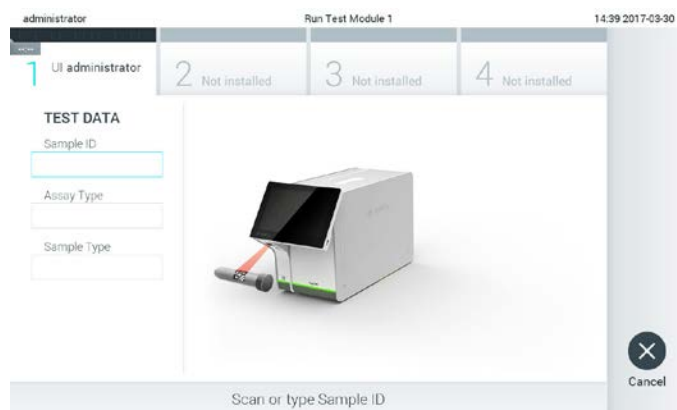 administrator Run Test Module 1 14:39 2017-03-30
1 UI administrator 2 Not installed 3 Not installed 4 Not installed
TEST DATA
Sample ID
Assay Type
Sample Type
Cancel
Scan or type Sample ID